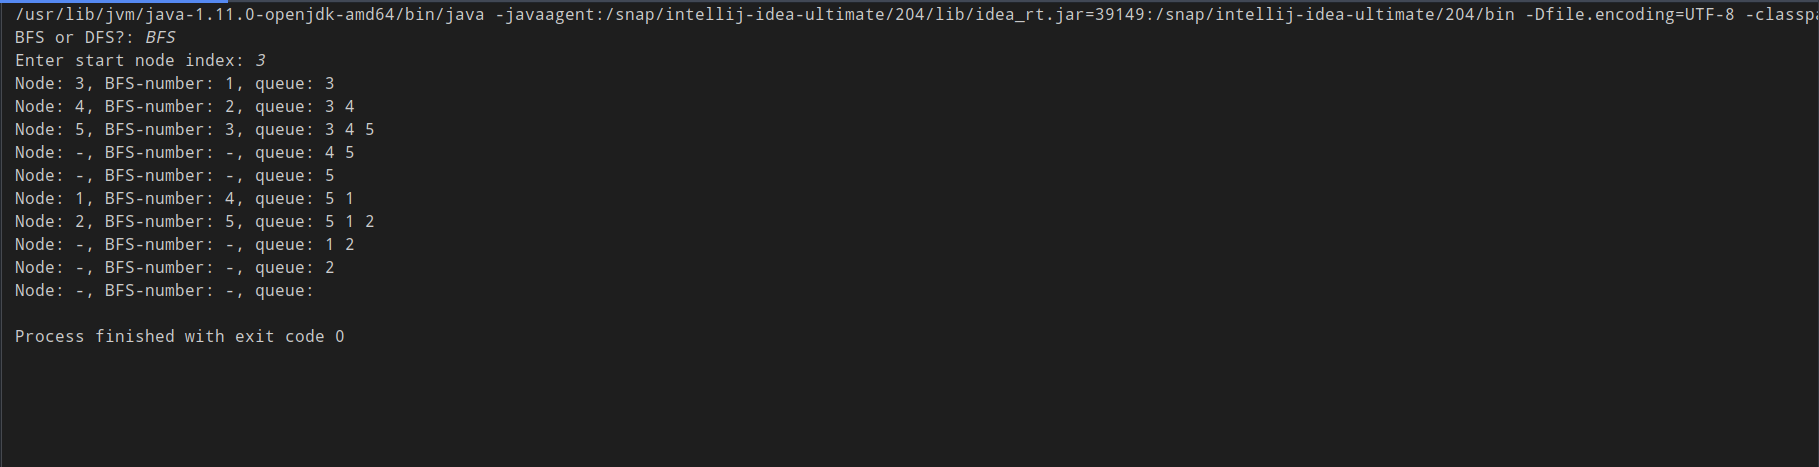 /usr/lib/jvm/java-1.11.0-openjdk-amd64/bin/java -javaagent:/snap/intellij-idea-ultimate/204/lib/idea_rt.jar=39149:/snap/intellij-idea-ultimate/204/bin -Dfile.encoding=UTF-8 -classpa
BFS or DFS?: BFS
Enter start node index: 3
Node: 3, BFS-number: 1, queue: 3
Node: 4, BFS-number: 2, queue: 3 4
Node: 5, BFS-number: 3, queue: 3 4 5
Node: -, BFS-number: -, queue: 4 5
Node: -, BFS-number: -, queue: 5
Node: 1, BFS-number: 4, queue: 5 1
Node: 2, BFS-number: 5, queue: 5 1 2
Node: -, BFS-number: -, queue: 1 2
Node: -, BFS-number: -, queue: 2
Node: -, BFS-number: -, queue:
Process finished with exit code 0